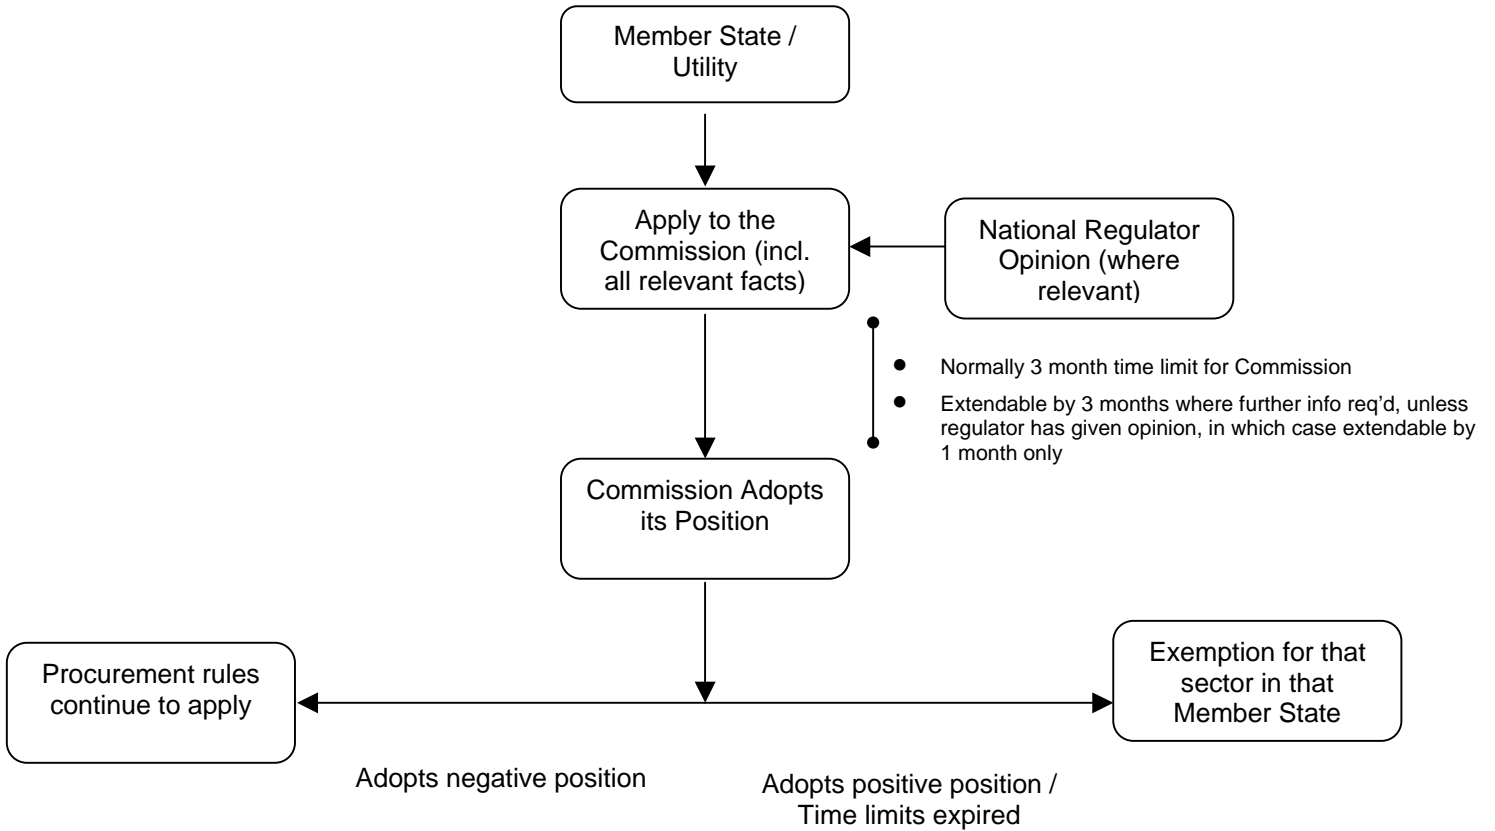 Member State /
Utility
Apply to the
Commission (incl.
all relevant facts)
National Regulator
Opinion (where
relevant)
• Normally 3 month time limit for Commission
• Extendable by 3 months where further info req’d, unless
regulator has given opinion, in which case extendable by
1 month only
Commission Adopts
its Position
Procurement rules
continue to apply
Exemption for that
sector in that
Member State
Adopts negative position
Adopts positive position /
Time limits expired